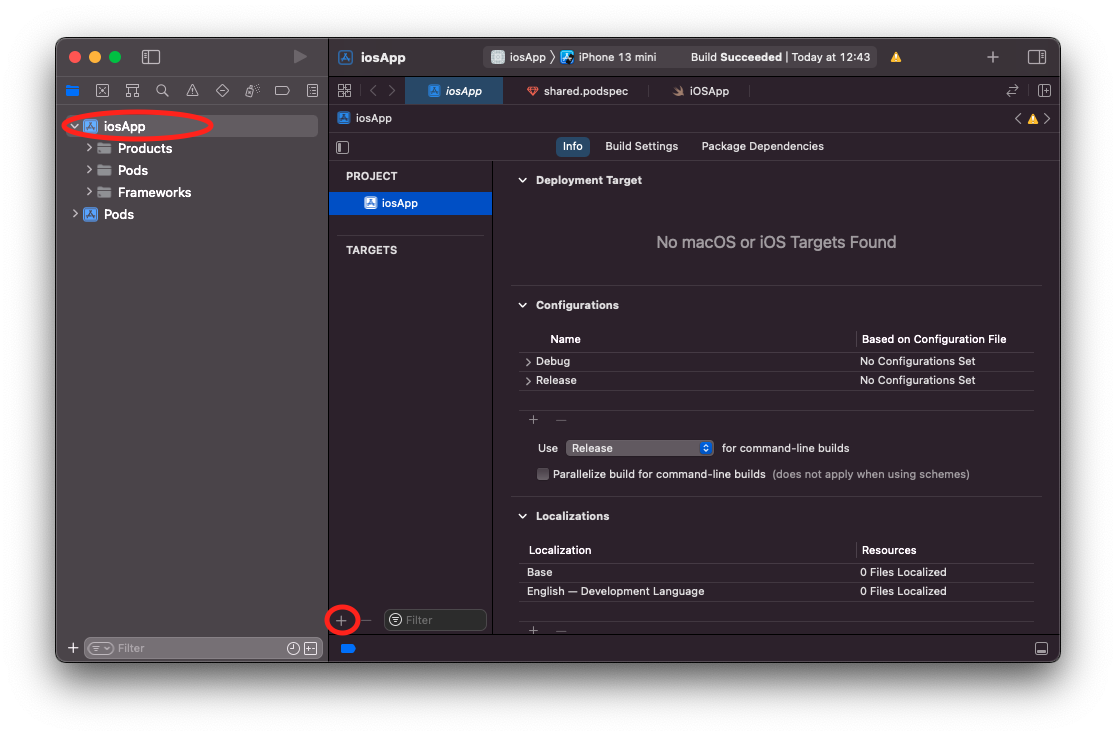 iosApp
iosApp iPhone 13 mini Build Succeeded | Today at 12:43
iosApp shared.podspec iOSApp
iosApp
iosApp
Products
Pods
Frameworks
Pods
Info Build Settings Package Dependencies
PROJECT
iosApp
TARGETS
Deployment Target
No macOS or iOS Targets Found
Configurations
Name Based on Configuration File
Debug No Configurations Set
Release No Configurations Set
Use Release for command-line builds
Parallelize build for command-line builds (does not apply when using schemes)
Localizations
Localization Resources
Base 0 Files Localized
English — Development Language 0 Files Localized
Filter
Filter